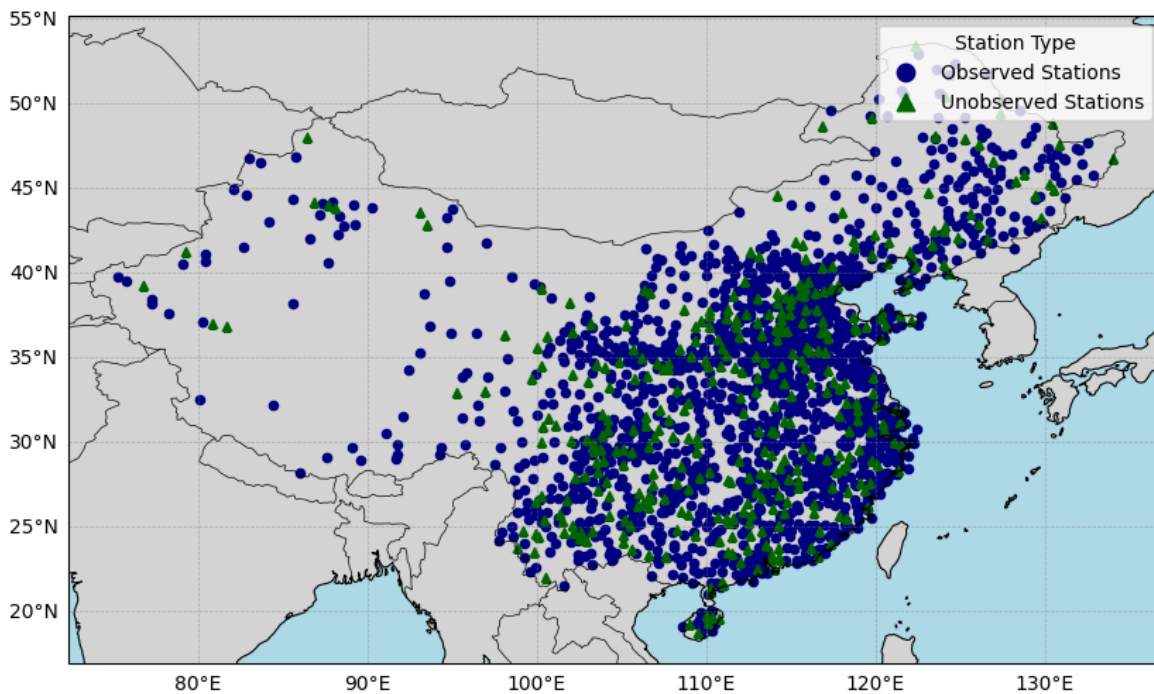 55°N
50°N
45°N
40°N
35°N
30°N
25°N
20°N
Station Type
Observed Stations
Unobserved Stations
80°E
90°E
100°E
110°E
120°E
130°E